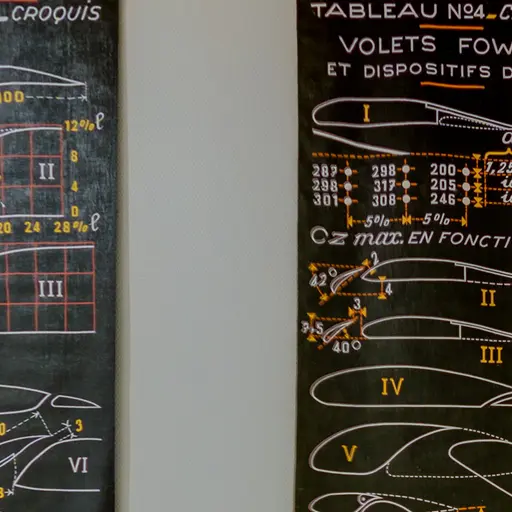 CROQUIS
100
12% ℓ
8
4
0
II
20 24 28% ℓ
III
3
VI
TABLEAU Nº4_C
VOLETS FOW
ET DISPOSITIFS D
I
287 298 200
298 317 205
301 308 246
5% 5%
Cz max. EN FONCTI
42° 2
4
II
3
40°
III
IV
V